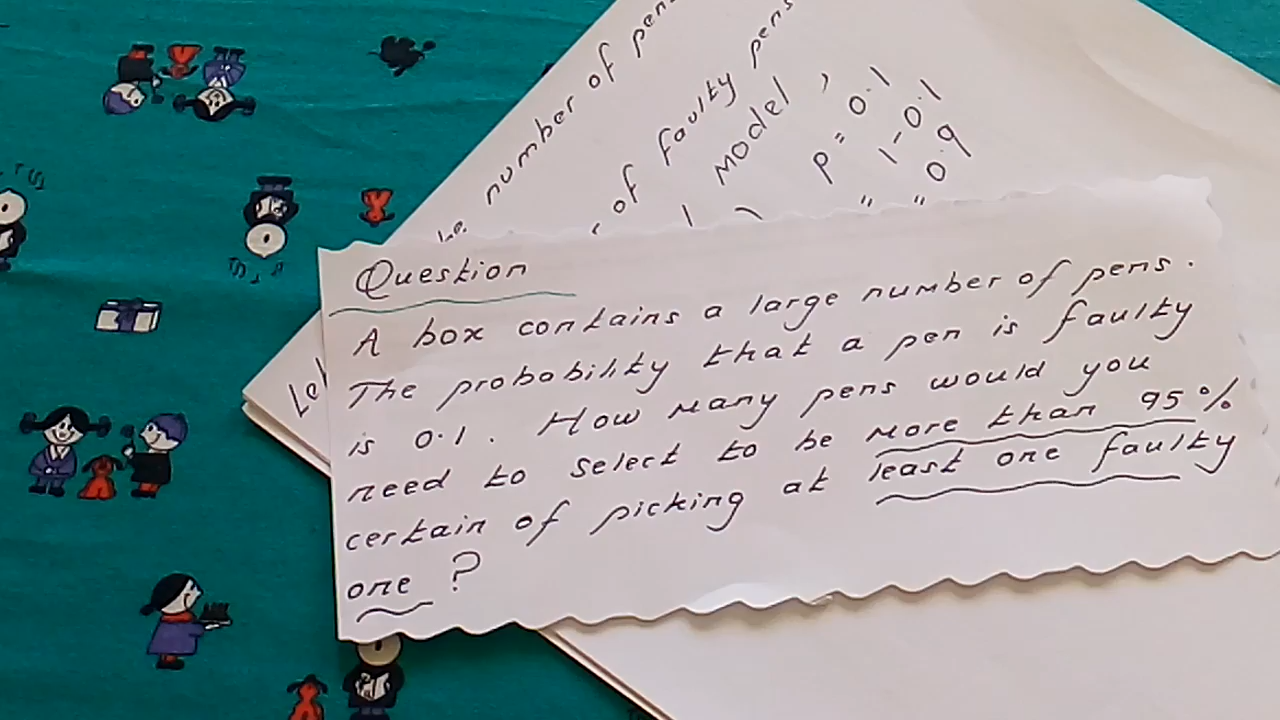 number of pens
of faulty pens
model,
p = 0.1
= 1-0.1
= 0.9
Question
A box contains a large number of pens.
The probability that a pen is faulty
is 0.1. How many pens would you
need to select to be more than 95%
certain of picking at least one faulty
one?